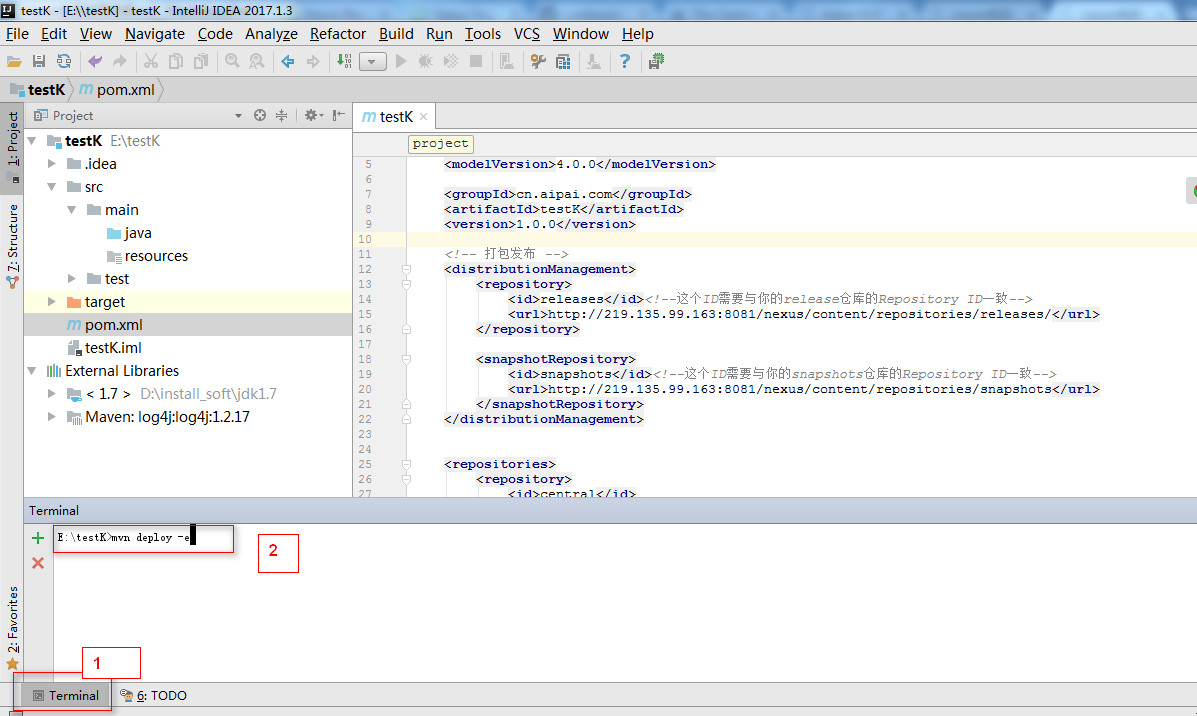 testK - [E:\\testK] - testK - IntelliJ IDEA 2017.1.3
File Edit View Navigate Code Analyze Refactor Build Run Tools VCS Window Help
testK pom.xml
1: Project
7: Structure
2: Favorites
Project
testK E:\testK
.idea
src
main
java
resources
test
target
pom.xml
testK.iml
External Libraries
< 1.7 > D:\install_soft\jdk1.7
Maven: log4j:log4j:1.2.17
testK
project
5 <modelVersion>4.0.0</modelVersion>
6
7 <groupId>cn.aipai.com</groupId>
8 <artifactId>testK</artifactId>
9 <version>1.0.0</version>
10
11 <!-- 打包发布 -->
12 <distributionManagement>
13 <repository>
14 <id>releases</id><!--这个ID需要与你的release仓库的Repository ID一致-->
15 <url>http://219.135.99.163:8081/nexus/content/repositories/releases/</url>
16 </repository>
17
18 <snapshotRepository>
19 <id>snapshots</id><!--这个ID需要与你的snapshots仓库的Repository ID一致-->
20 <url>http://219.135.99.163:8081/nexus/content/repositories/snapshots</url>
21 </snapshotRepository>
22 </distributionManagement>
23
24
25 <repositories>
26 <repository>
27 <id>central</id>
Terminal
E:\testK>mvn deploy -e
2
1
Terminal 6: TODO